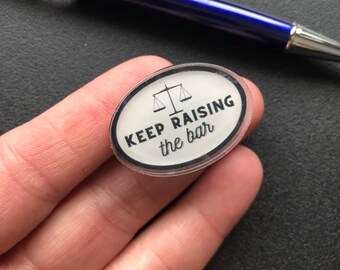 KEEP RAISING
the bar